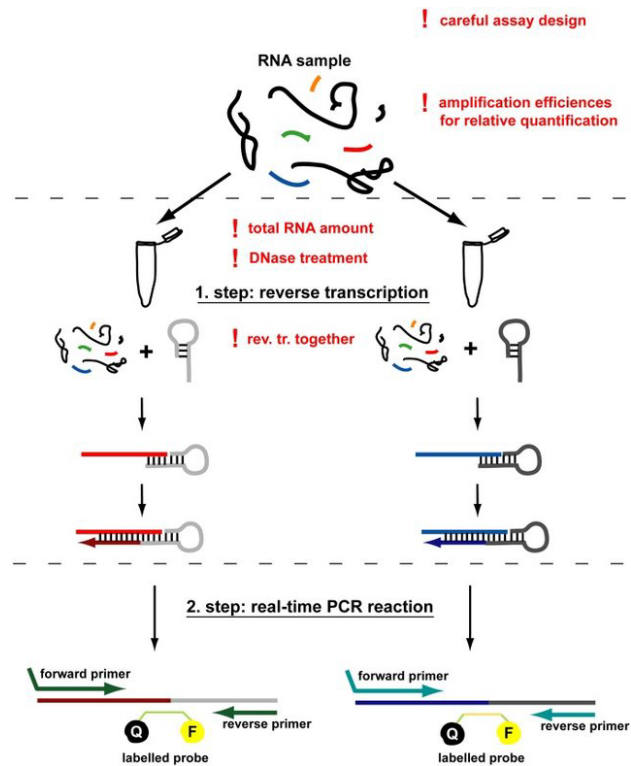 ! careful assay design
RNA sample
! amplification efficiences
for relative quantification
! total RNA amount
! DNase treatment
1. step: reverse transcription
+
! rev. tr. together
+
2. step: real-time PCR reaction
forward primer
reverse primer
Q F
labelled probe
forward primer
reverse primer
Q F
labelled probe